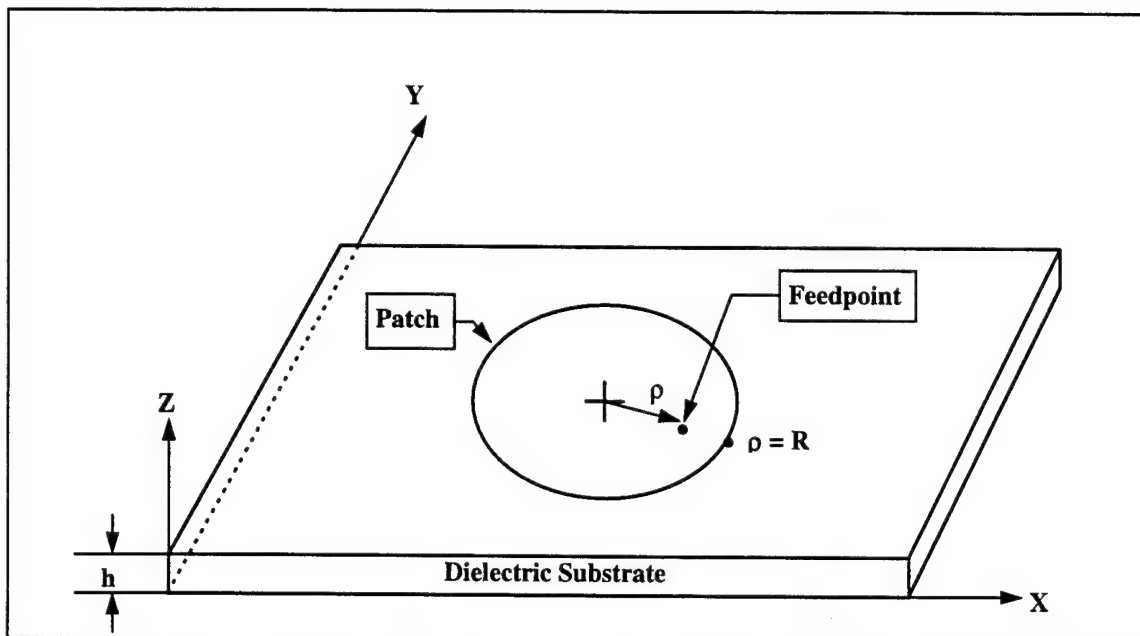 Y
Feedpoint
Patch
ρ
Z
ρ = R
h
Dielectric Substrate
X